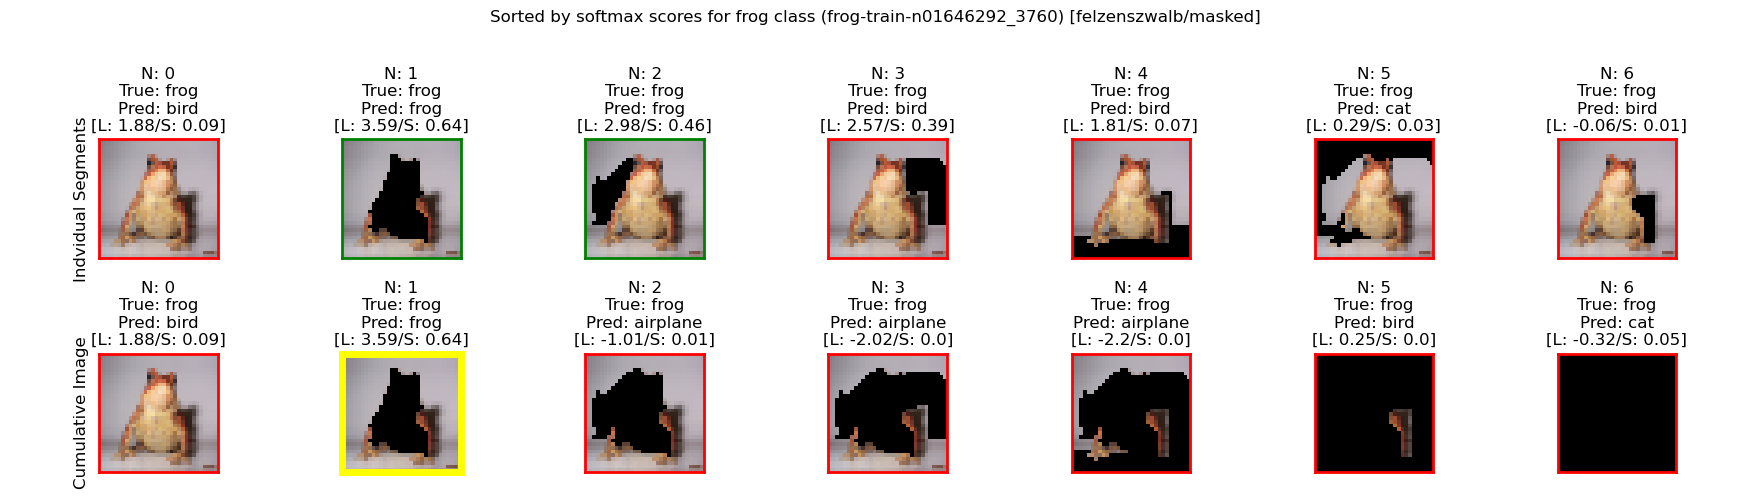 Sorted by softmax scores for frog class (frog-train-n01646292_3760) [felzenszwalb/masked]
Indvidual Segments
N: 0
True: frog
Pred: bird
[L: 1.88/S: 0.09]
N: 1
True: frog
Pred: frog
[L: 3.59/S: 0.64]
N: 2
True: frog
Pred: frog
[L: 2.98/S: 0.46]
N: 3
True: frog
Pred: bird
[L: 2.57/S: 0.39]
N: 4
True: frog
Pred: bird
[L: 1.81/S: 0.07]
N: 5
True: frog
Pred: cat
[L: 0.29/S: 0.03]
N: 6
True: frog
Pred: bird
[L: -0.06/S: 0.01]
Cumulative Image
N: 0
True: frog
Pred: bird
[L: 1.88/S: 0.09]
N: 1
True: frog
Pred: frog
[L: 3.59/S: 0.64]
N: 2
True: frog
Pred: airplane
[L: -1.01/S: 0.01]
N: 3
True: frog
Pred: airplane
[L: -2.02/S: 0.0]
N: 4
True: frog
Pred: airplane
[L: -2.2/S: 0.0]
N: 5
True: frog
Pred: bird
[L: 0.25/S: 0.0]
N: 6
True: frog
Pred: cat
[L: -0.32/S: 0.05]